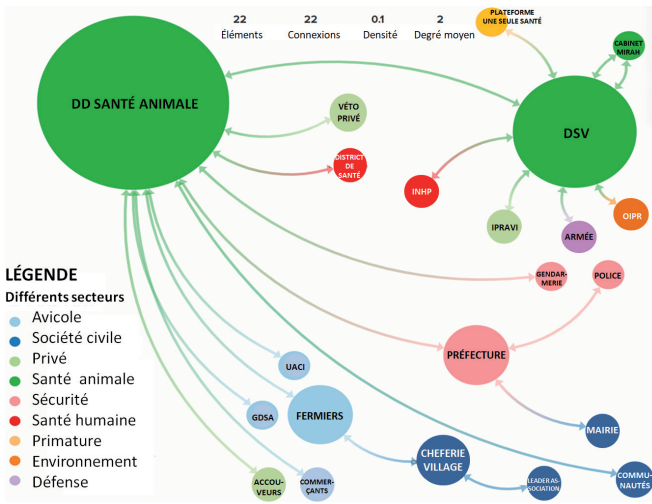 22 22 0.1 2
Éléments Connexions Densité Degré moyen
PLATEFORME
UNE SEULE SANTÉ
CABINET
MIRAH
DD SANTÉ ANIMALE
VÉTO
PRIVÉ
DSV
DISTRICT
DE
SANTÉ
INHP
IPRAVI
ARMÉE
OIPR
GENDAR-
MERIE
POLICE
LÉGENDE
Différents secteurs
Avicole
Société civile
Privé
Santé animale
Sécurité
Santé humaine
Primature
Environnement
Défense
PRÉFECTURE
UACI
GDSA
FERMIERS
MAIRIE
CHEFERIE
VILLAGE
ACCOU-
VEURS
COMMER-
ÇANTS
LEADER AS-
SOCIATION
COMMU-
NAUTÉS